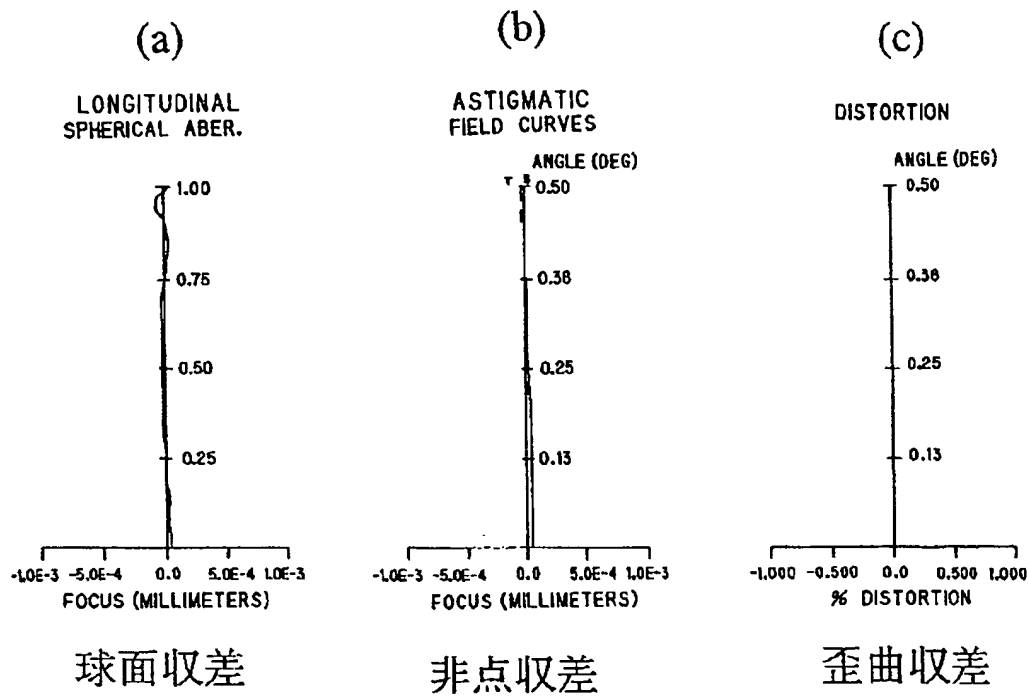 (a)
LONGITUDINAL
SPHERICAL ABER.
1.00
0.75
0.50
0.25
-1.0E-3 -5.0E-4 0.0 5.0E-4 1.0E-3
FOCUS (MILLIMETERS)
球面収差
(b)
ASTIGMATIC
FIELD CURVES
ANGLE (DEG)
T S
0.50
0.38
0.25
0.13
-1.0E-3 -5.0E-4 0.0 5.0E-4 1.0E-3
FOCUS (MILLIMETERS)
非点収差
(c)
DISTORTION
ANGLE (DEG)
0.50
0.38
0.25
0.13
-1.000 -0.500 0.0 0.500 1.000
% DISTORTION
歪曲収差